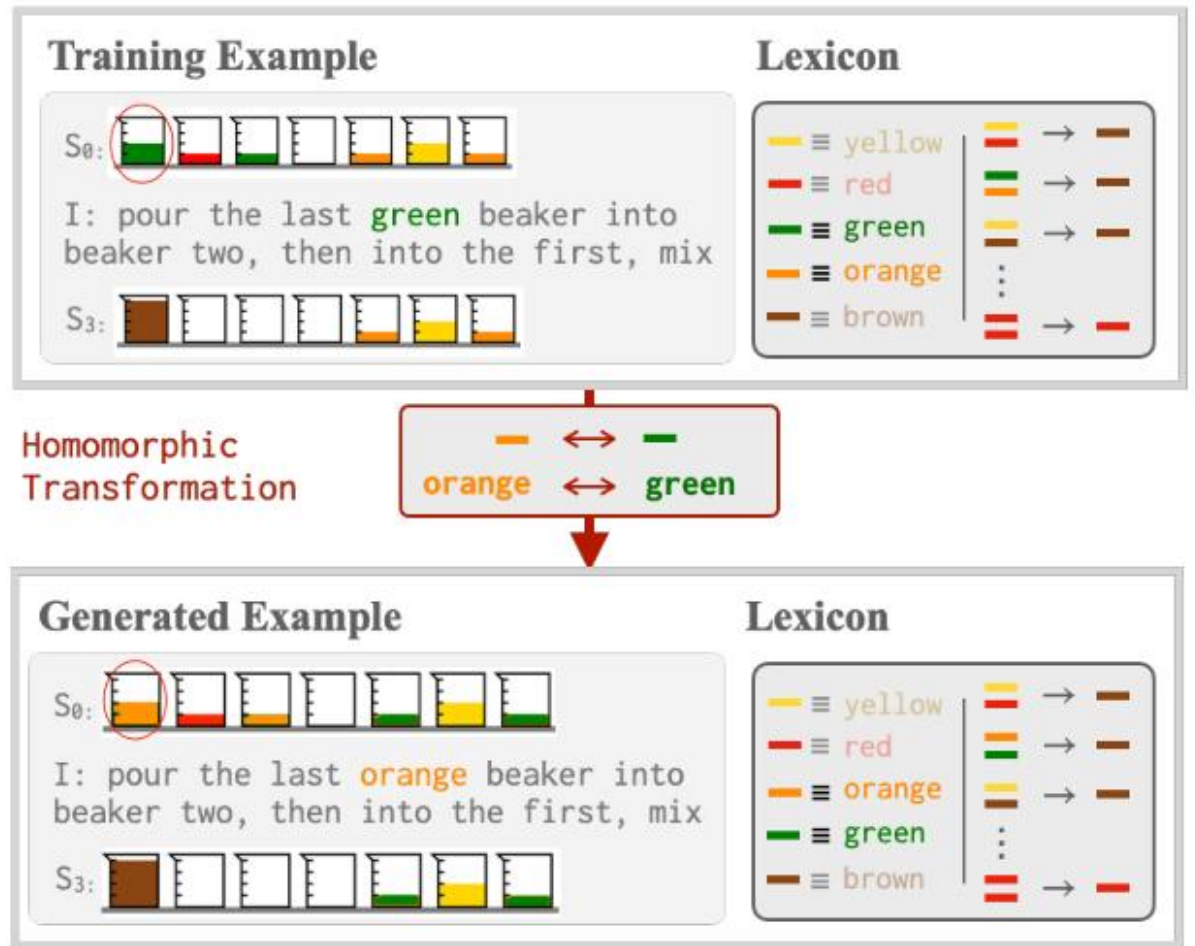 Training Example
Lexicon
S0:
I: pour the last green beaker into
beaker two, then into the first, mix
S3:
≡ yellow →
≡ red →
≡ green →
≡ orange ⋮
≡ brown →
Homomorphic
Transformation
↔
orange ↔ green
Generated Example
Lexicon
S0:
I: pour the last orange beaker into
beaker two, then into the first, mix
S3:
≡ yellow →
≡ red →
≡ orange →
≡ green ⋮
≡ brown →